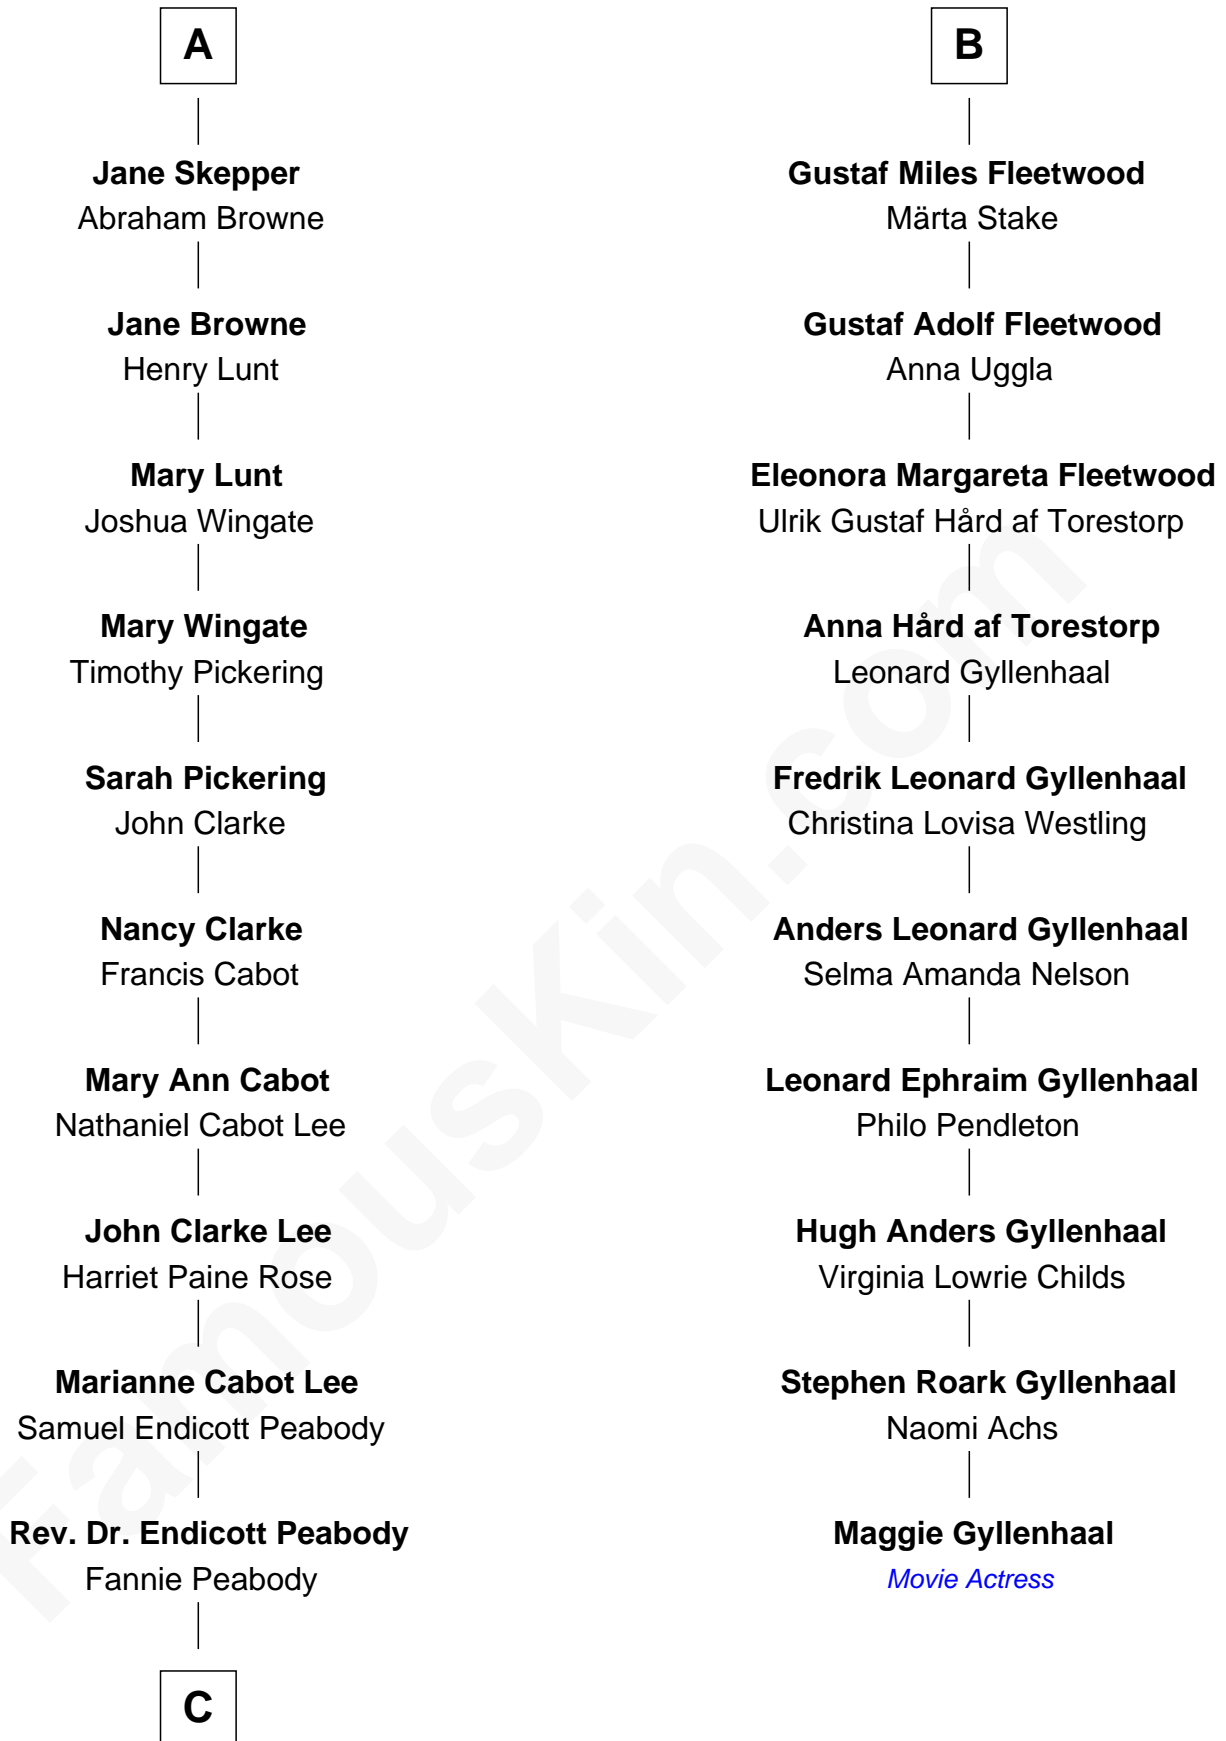 A
Jane Skepper
Abraham Browne
Jane Browne
Henry Lunt
Mary Lunt
Joshua Wingate
Mary Wingate
Timothy Pickering
Sarah Pickering
John Clarke
Nancy Clarke
Francis Cabot
Mary Ann Cabot
Nathaniel Cabot Lee
John Clarke Lee
Harriet Paine Rose
Marianne Cabot Lee
Samuel Endicott Peabody
Rev. Dr. Endicott Peabody
Fannie Peabody
C
B
Gustaf Miles Fleetwood
Märta Stake
Gustaf Adolf Fleetwood
Anna Uggla
Eleonora Margareta Fleetwood
Ulrik Gustaf Hård af Torestorp
Anna Hård af Torestorp
Leonard Gyllenhaal
Fredrik Leonard Gyllenhaal
Christina Lovisa Westling
Anders Leonard Gyllenhaal
Selma Amanda Nelson
Leonard Ephraim Gyllenhaal
Philo Pendleton
Hugh Anders Gyllenhaal
Virginia Lowrie Childs
Stephen Roark Gyllenhaal
Naomi Achs
Maggie Gyllenhaal
Movie Actress
FamousKin.com